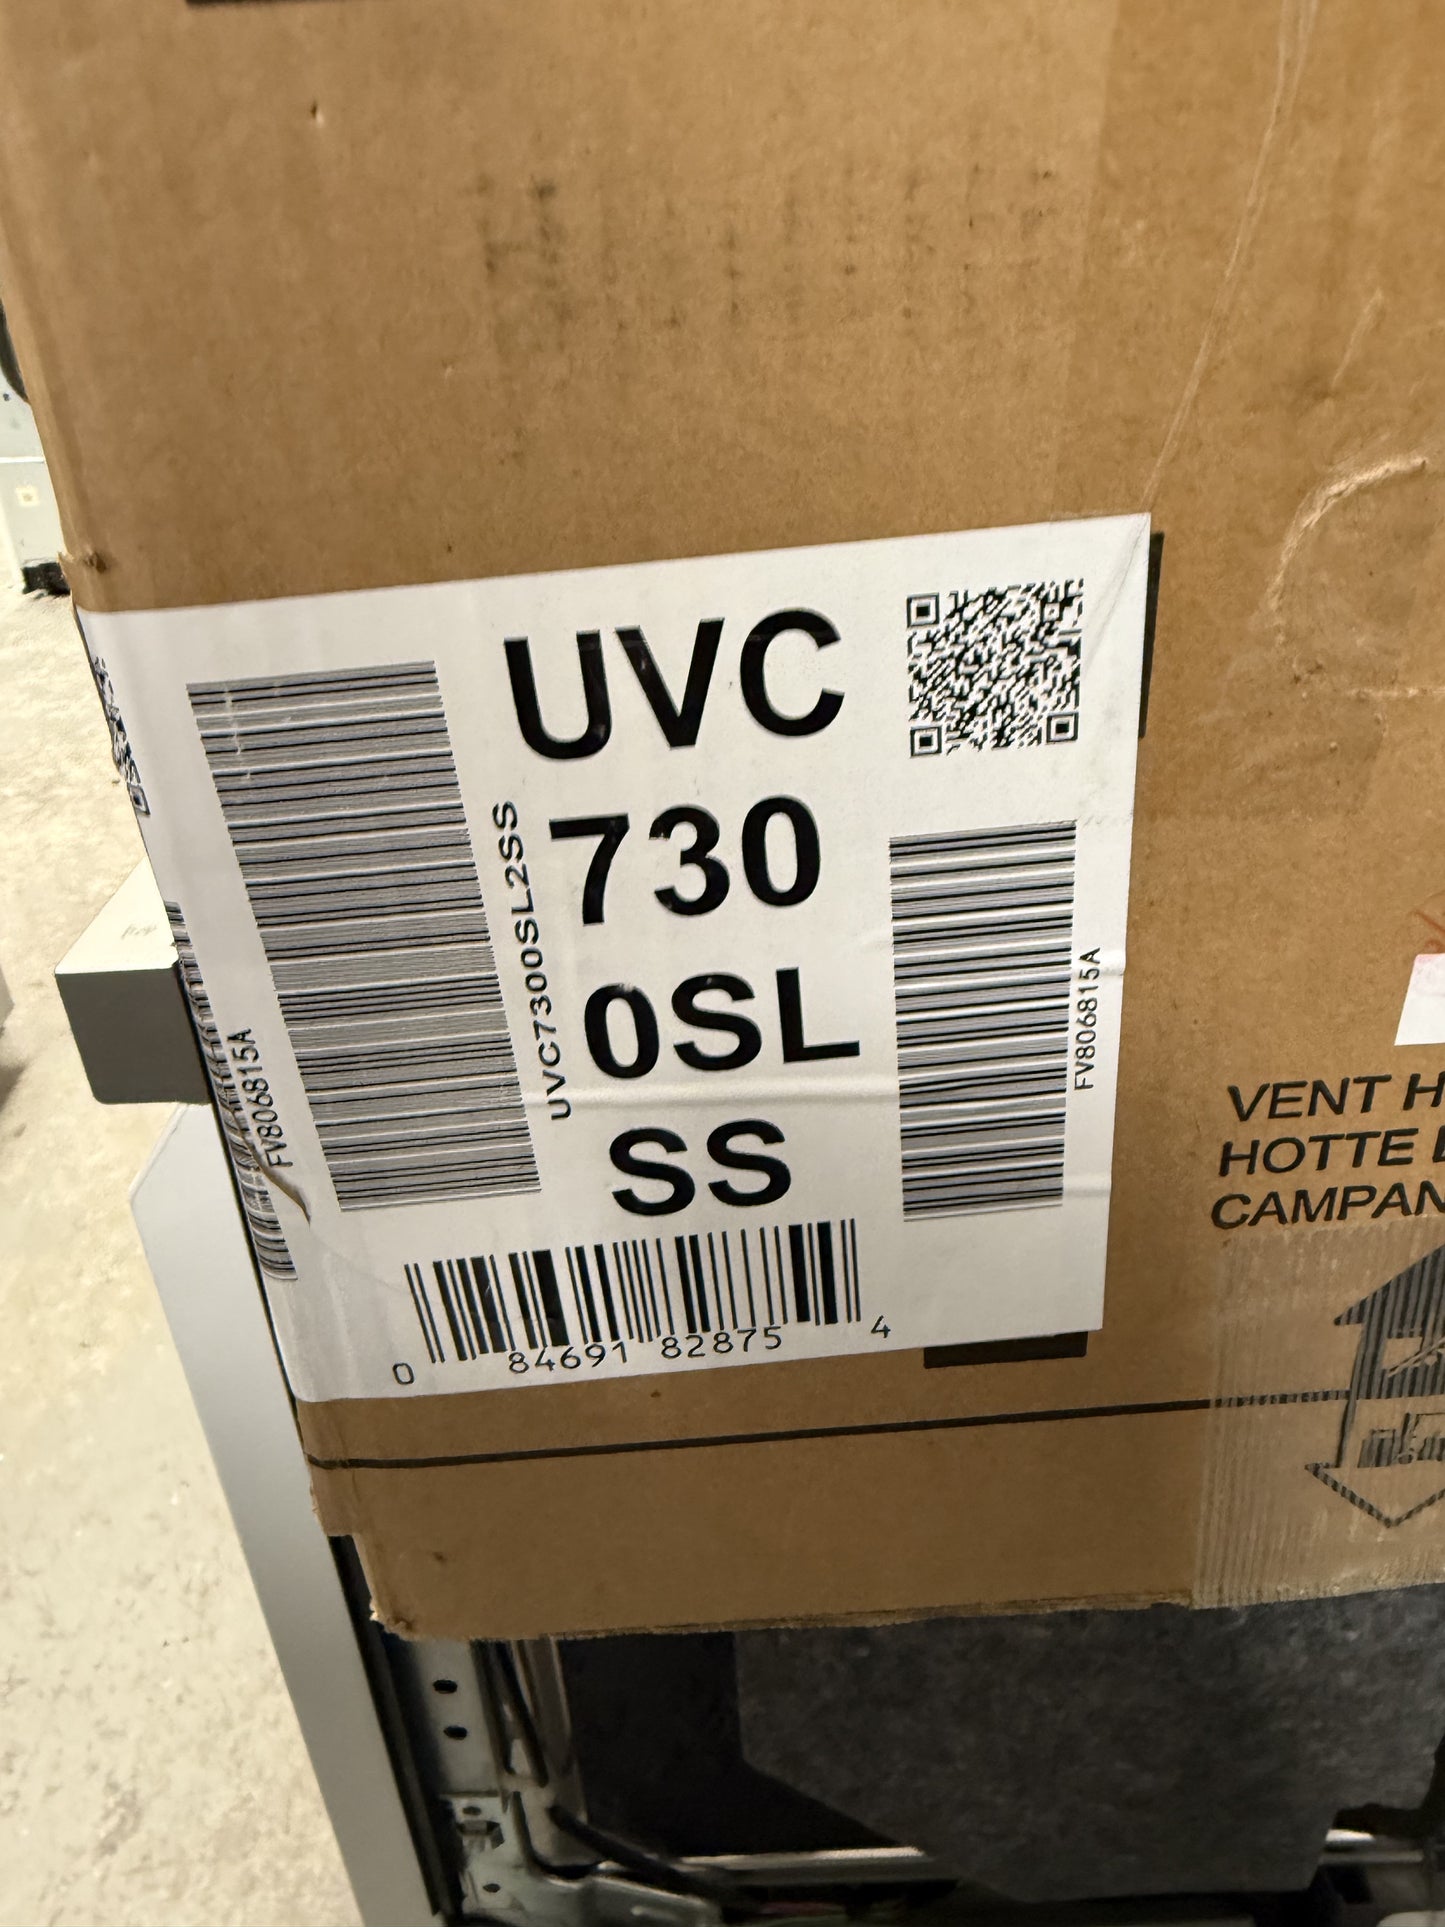 UVC
730
0SL
SS
UVC7300SL2SS
FV806815A
FV806815A
0 84691 82875 4
VENT H
HOTTE
CAMPAN